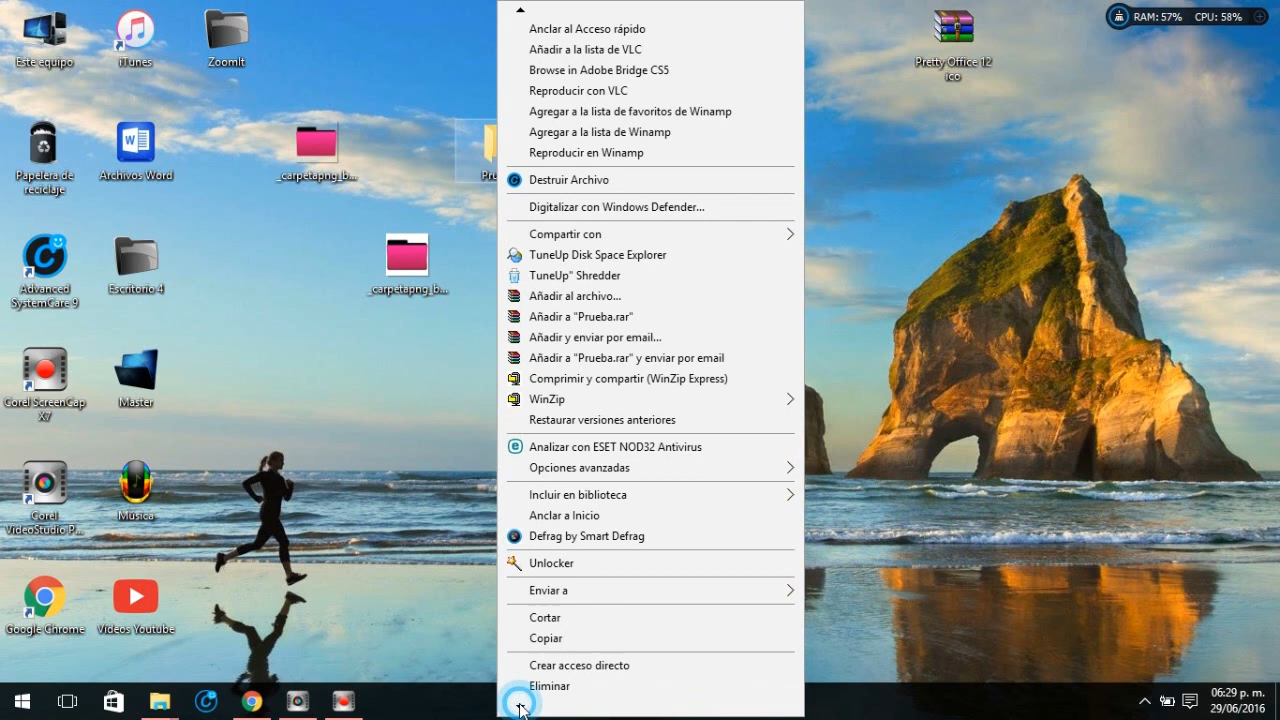 Este equipo
iTunes
ZoomIt
Papelera de
reciclaje
Archivos Word
_carpetapng_b...
Pru
Advanced
SystemCare 9
Escritorio 4
_carpetapng_b...
Corel ScreenCap
X7
Master
Corel
VideoStudio P...
Música
Google Chrome
Videos Youtube
Anclar al Acceso rápido
Añadir a la lista de VLC
Browse in Adobe Bridge CS5
Reproducir con VLC
Agregar a la lista de favoritos de Winamp
Agregar a la lista de Winamp
Reproducir en Winamp
Destruir Archivo
Digitalizar con Windows Defender...
Compartir con
TuneUp Disk Space Explorer
TuneUp" Shredder
Añadir al archivo...
Añadir a "Prueba.rar"
Añadir y enviar por email...
Añadir a "Prueba.rar" y enviar por email
Comprimir y compartir (WinZip Express)
WinZip
Restaurar versiones anteriores
Analizar con ESET NOD32 Antivirus
Opciones avanzadas
Incluir en biblioteca
Anclar a Inicio
Defrag by Smart Defrag
Unlocker
Enviar a
Cortar
Copiar
Crear acceso directo
Eliminar
Pretty Office 12
ico
RAM: 57% CPU: 58%
06:29 p. m.
29/06/2016